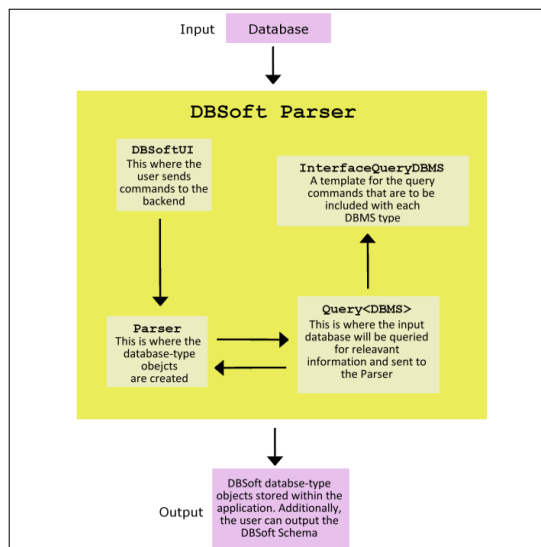 Input
Database
DBSoft Parser
DBSoftUI
This where the
user sends
commands to the
backend
InterfaceQueryDBMS
A template for the query
commands that are to be
included with each
DBMS type
Parser
This is where the
database-type
obejcts
are created
Query<DBMS>
This is where the input
database will be queried
for releavant
information and sent to
the Parser
Output
DBSoft databse-type
objects stored within the
application. Additionally,
the user can output the
DBSoft Schema